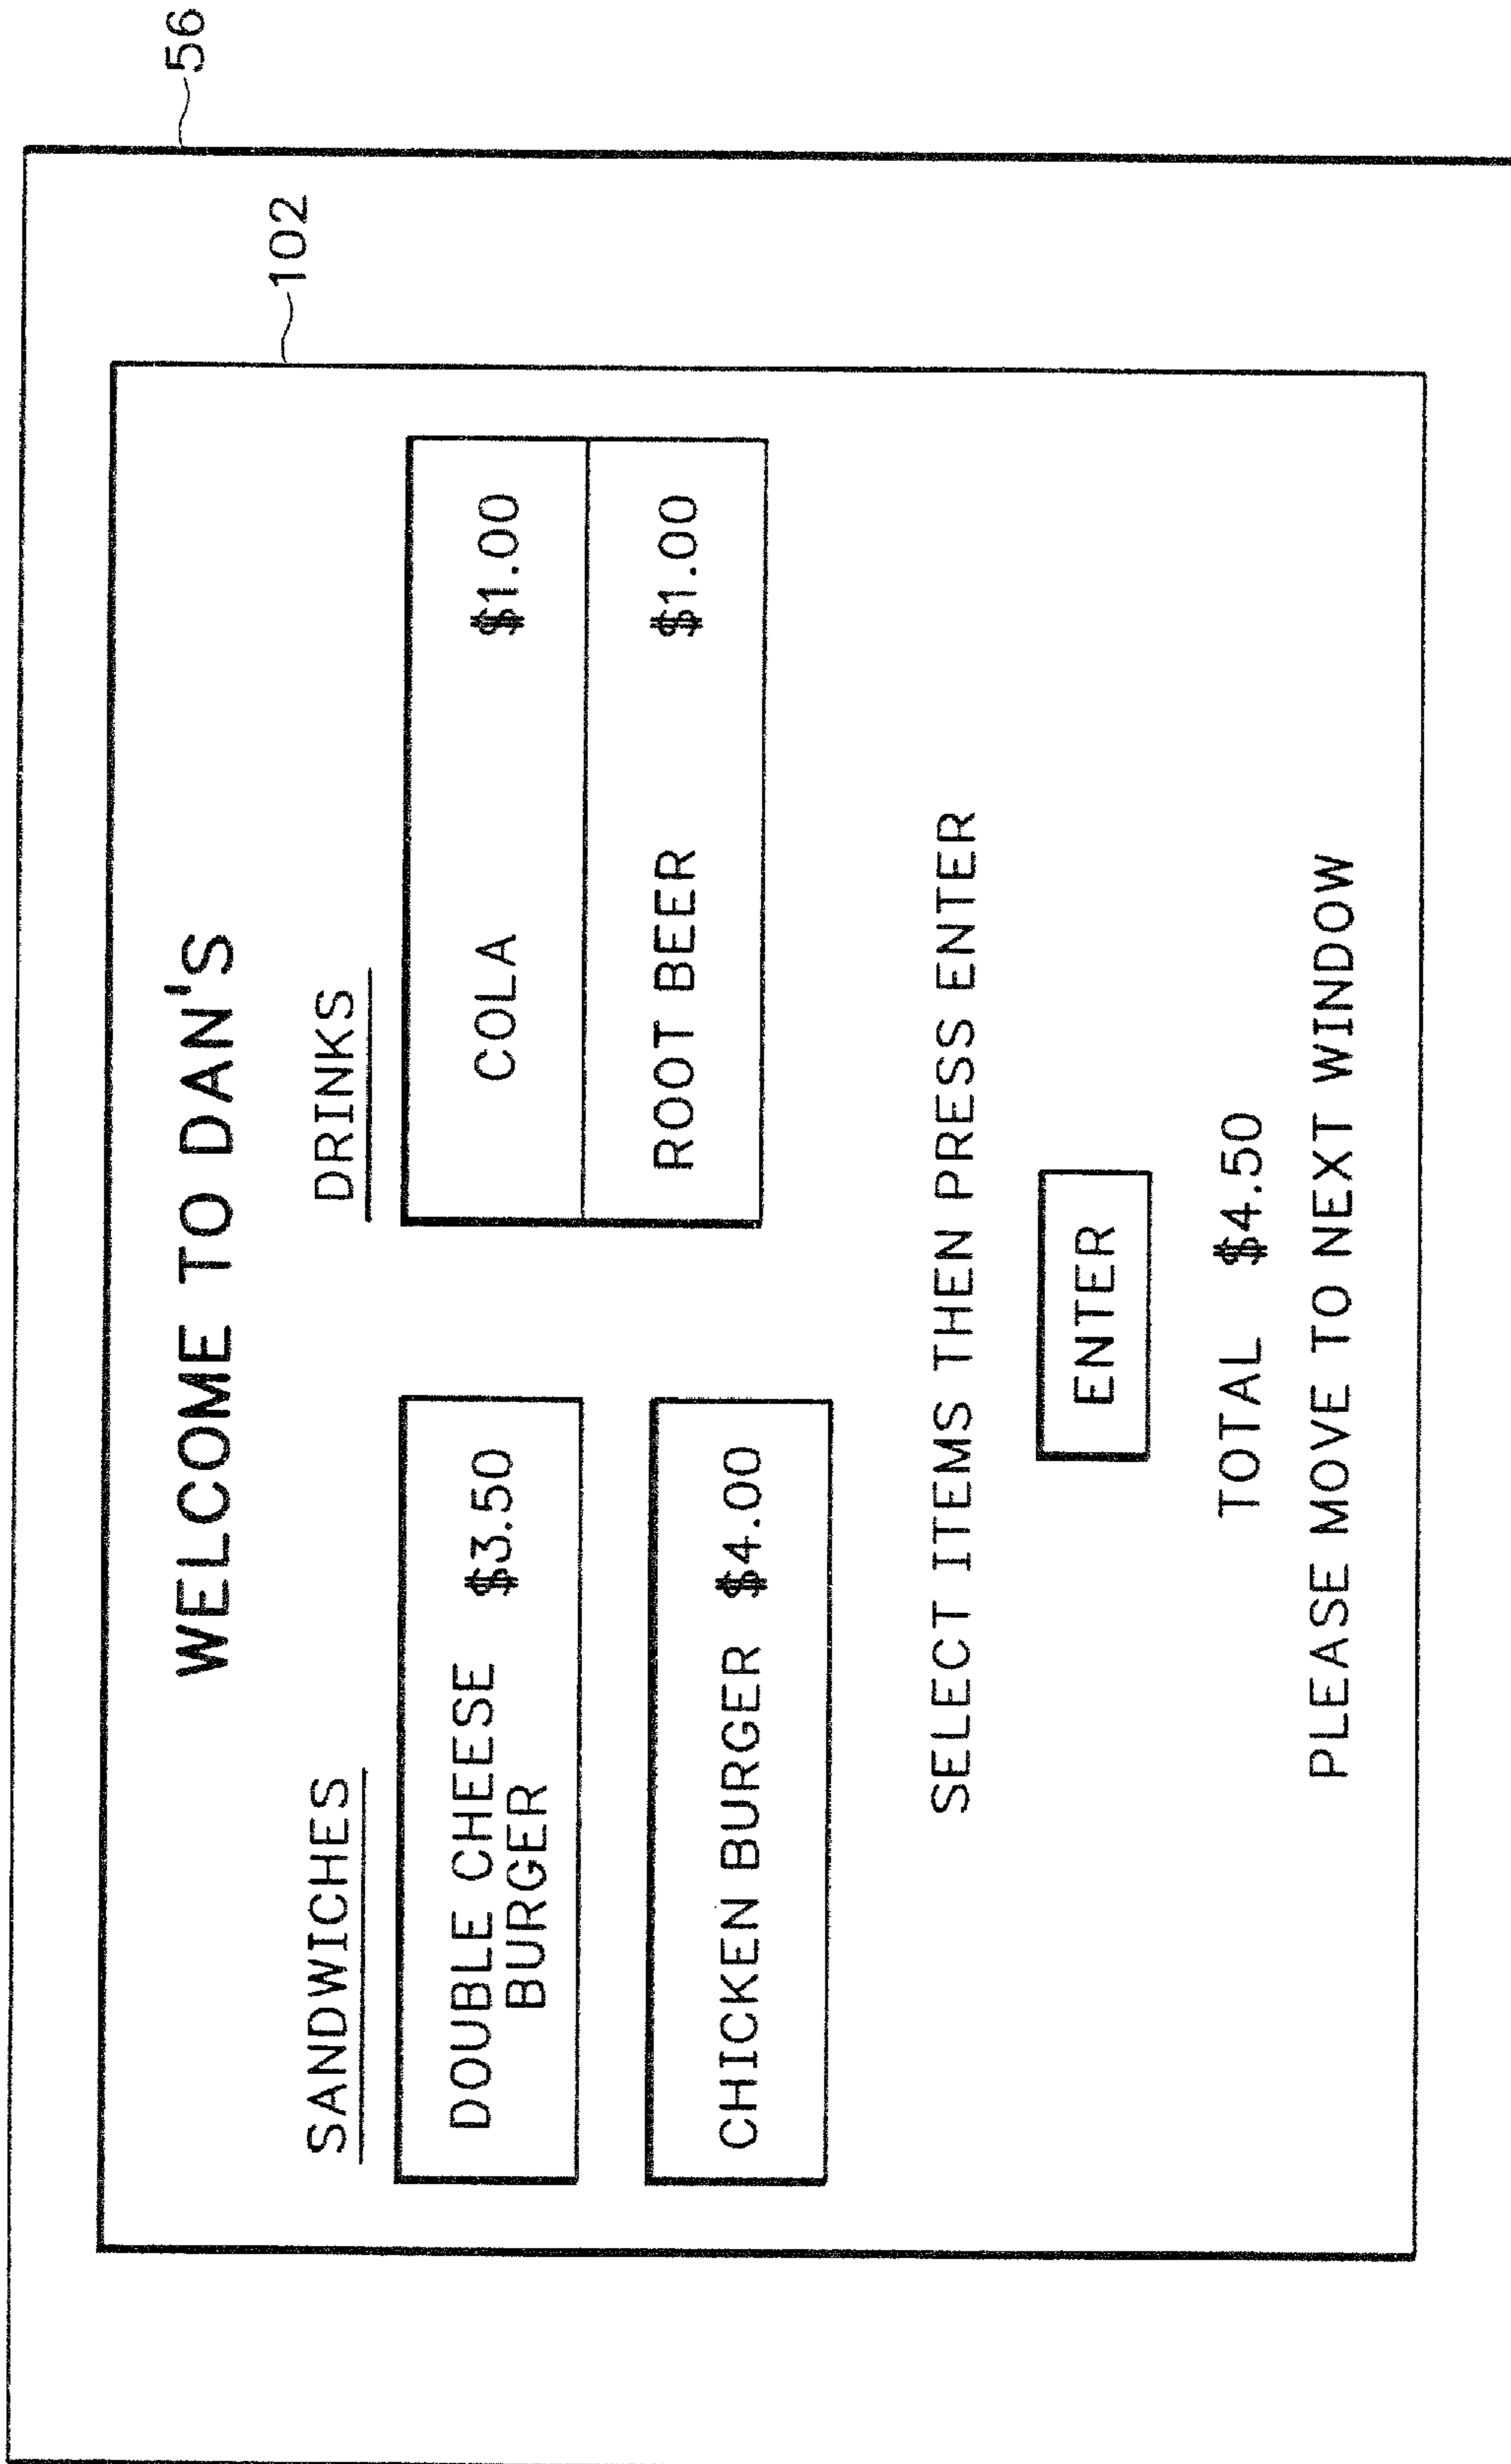 56
102
WELCOME TO DAN'S
SANDWICHES
DOUBLE CHEESE
BURGER
$3.50
CHICKEN BURGER $4.00
DRINKS
COLA $1.00
ROOT BEER $1.00
SELECT ITEMS THEN PRESS ENTER
ENTER
TOTAL $4.50
PLEASE MOVE TO NEXT WINDOW